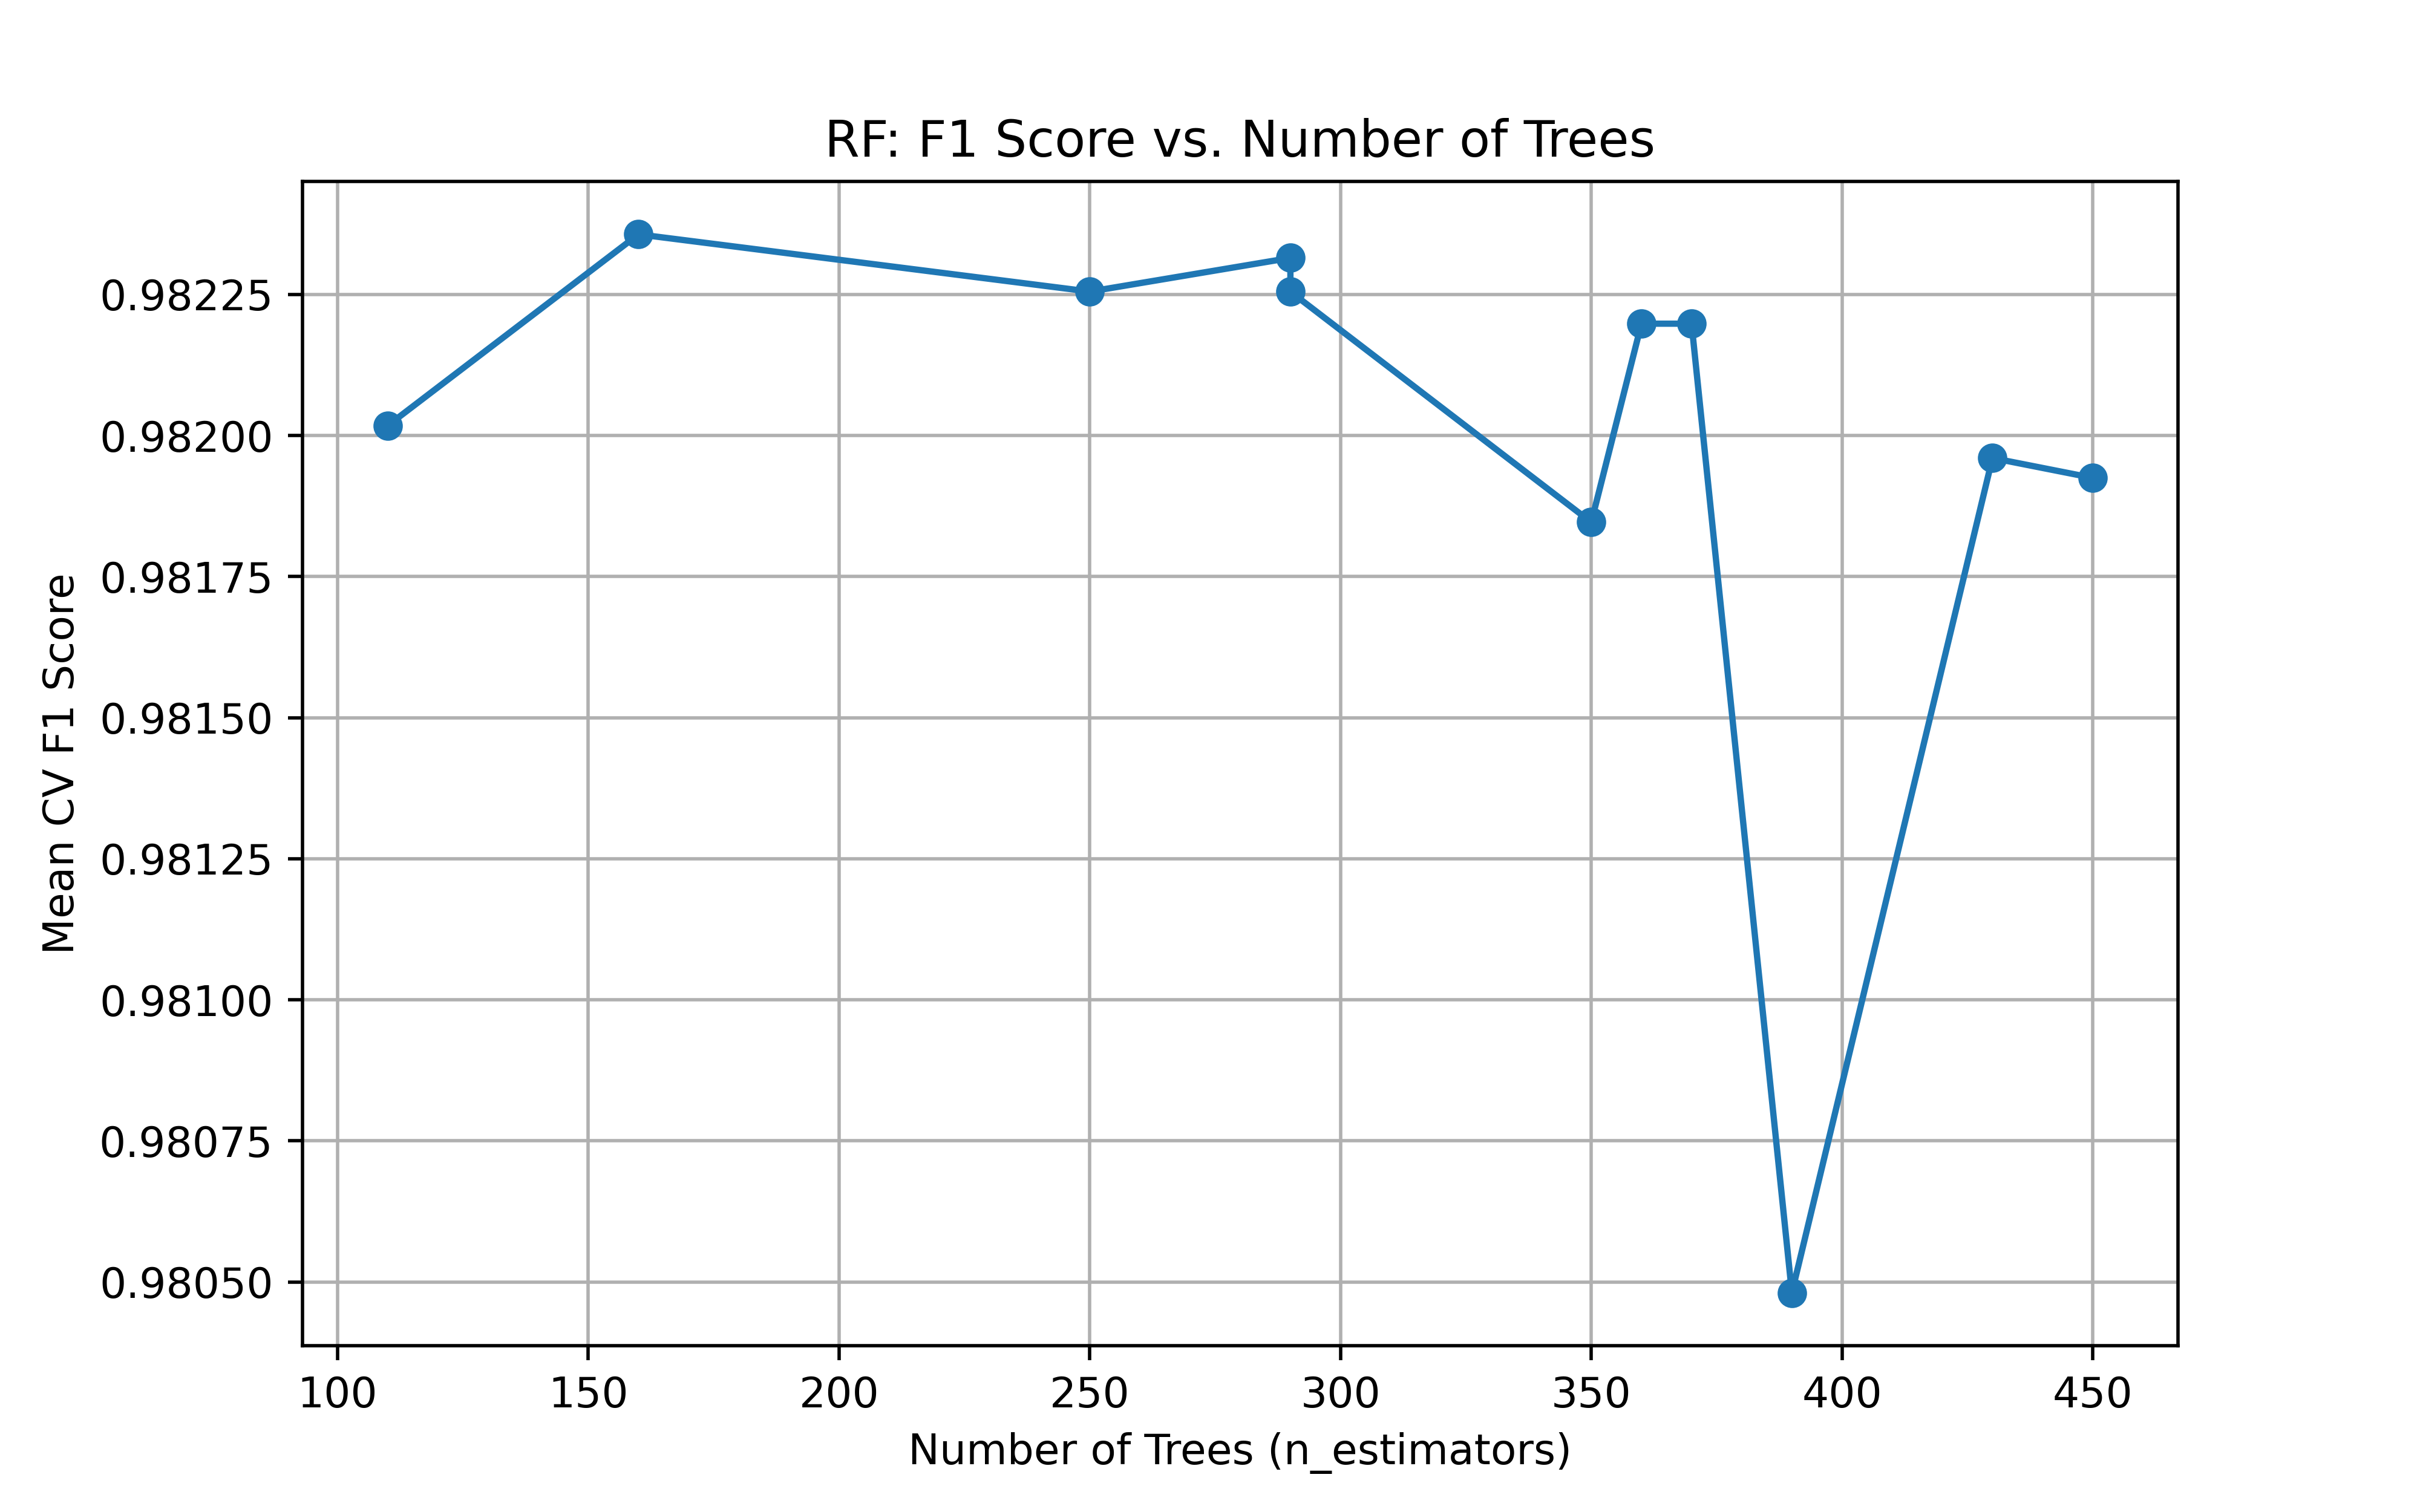 RF: F1 Score vs. Number of Trees
Mean CV F1 Score
0.98225
0.98200
0.98175
0.98150
0.98125
0.98100
0.98075
0.98050
100 150 200 250 300 350 400 450
Number of Trees (n_estimators)